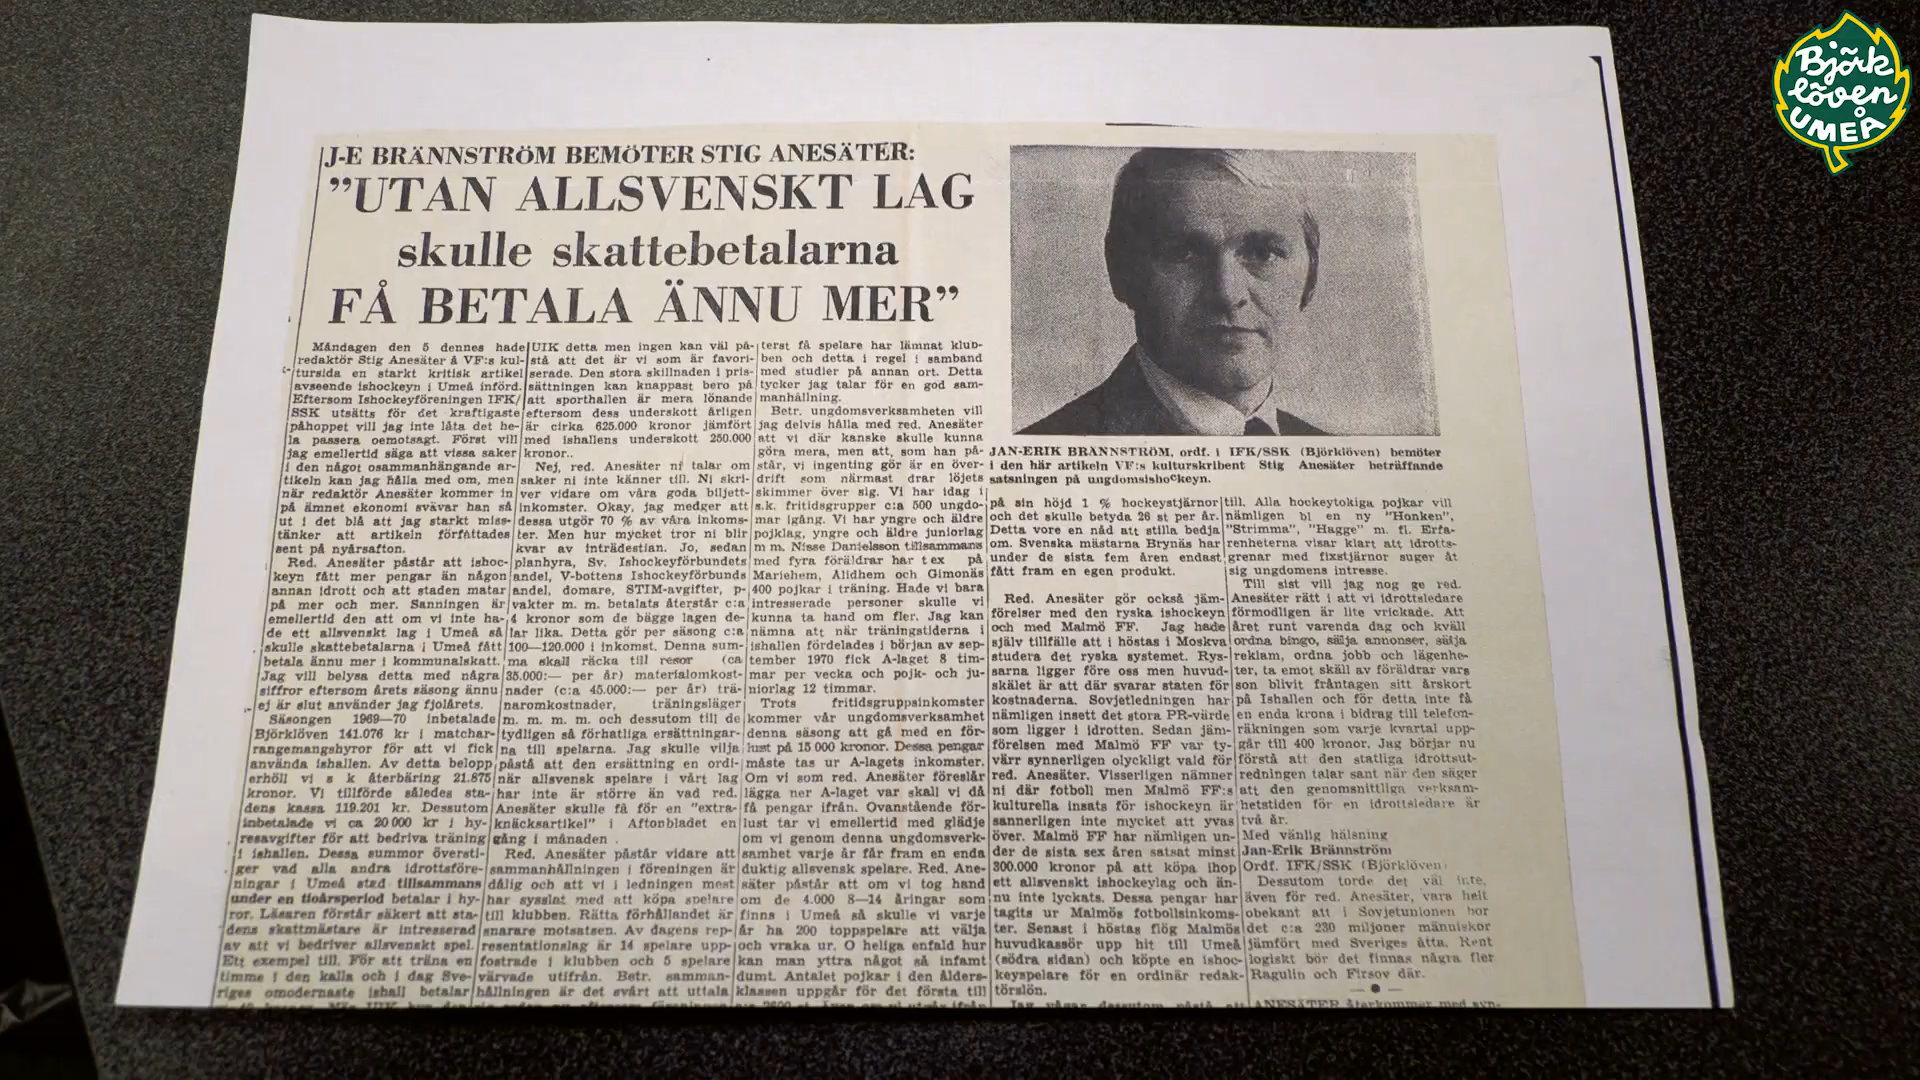 J-E BRÄNNSTRÖM BEMÖTER STIG ANESÄTER:
"UTAN ALLSVENSKT LAG
skulle skattebetalarna
FÅ BETALA ÄNNU MER"
Måndagen den 5 dennes hade
redaktör Stig Anesäter å VF:s kul-
tursida en starkt kritisk artikel
avseende ishockeyn i Umeå införd.
Eftersom Ishockeyföreningen IFK/
SSK utsätts för det kraftigaste
påhoppet vill jag inte låta det he-
la passera oemotsagt. Först vill
jag emellertid säga att vissa saker
i den något osammanhängande ar-
tikeln kan jag hålla med om, men
när redaktör Anesäter kommer in
på ämnet ekonomi svävar han så
ut i det blå att jag starkt miss-
tänker att artikeln författades
sent på nyårsafton.
Red. Anesäter påstår att ishoc-
keyn fått mer pengar än någon
annan idrott och att staden matar
på mer och mer. Sanningen är
emellertid den att om vi inte ha-
de ett allsvenskt lag i Umeå så
skulle skattebetalarna i Umeå fått
betala ännu mer i kommunalskatt.
Jag vill belysa detta med några
siffror eftersom årets säsong ännu
ej är slut använder jag fjolårets.
Säsongen 1969—70 inbetalade
Björklöven 141.076 kr i matchar-
rangemangshyror för att vi fick
använda ishallen. Av detta belopp
erhöll vi s k återbäring 21.875
kronor. Vi tillförde således sta-
dens kassa 119.201 kr. Dessutom
inbetalade vi ca 20 000 kr i hy-
resavgifter för att bedriva träning
i ishallen. Dessa summor översti-
ger vad alla andra idrottsföre-
ningar i Umeå stad tillsammans
under en tioårsperiod betalar i hy-
ror. Läsaren förstår säkert att sta-
dens skattmästare är intresserad
av att vi bedriver allsvenskt spel.
Ett exempel till. För att träna en
timme i den kalla och i dag Sve-
riges omodernaste ishall betalar
UIK detta men ingen kan väl på-
stå att det är vi som är favori-
serade. Den stora skillnaden i pris-
sättningen kan knappast bero på
att sporthallen är mera lönande
eftersom dess underskott årligen
är cirka 625.000 kronor jämfört
med ishallens underskott 250.000
kronor..
Nej, red. Anesäter ni talar om
saker ni inte känner till. Ni skri-
ver vidare om våra goda biljett-
inkomster. Okay, jag medger att
dessa utgör 70 % av våra inkoms-
ter. Men hur mycket tror ni blir
kvar av inträdestian. Jo, sedan
planhyra, Sv. Ishockeyförbundets
andel, V-bottens Ishockeyförbunds
andel, domare, STIM-avgifter, p-
vakter m. m. betalats återstår c:a
4 kronor som de bägge lagen de-
lar lika. Detta gör per säsong c:a
100—120.000 i inkomst. Denna sum-
ma skall räcka till resor (ca
35.000:— per år) materialomkost-
nader (c:a 45.000:— per år) trä-
naromkostnader, träningsläger
m. m. m. m. och dessutom till de
tydligen så förhatliga ersättningar-
na till spelarna. Jag skulle vilja
påstå att den ersättning en ordi-
när allsvensk spelare i vårt lag
har inte är större än vad red.
Anesäter skulle få för en "extra-
knäcksartikel" i Aftonbladet en
gång i månaden .
Red. Anesäter påstår vidare att
sammanhållningen i föreningen är
dålig och att vi i ledningen mest
har sysslat med att köpa spelare
till klubben. Rätta förhållandet är
snarare motsatsen. Av dagens rep-
resentationslag är 14 spelare upp-
fostrade i klubben och 5 spelare
värvade utifrån. Betr. samman-
hållningen är det svårt att uttala
terst få spelare har lämnat klub-
ben och detta i regel i samband
med studier på annan ort. Detta
tycker jag talar för en god sam-
manhållning.
Betr. ungdomsverksamheten vill
jag delvis hålla med red. Anesäter
att vi där kanske skulle kunna
göra mera, men att, som han på-
står, vi ingenting gör är en över-
drift som närmast drar löjets
skimmer över sig. Vi har idag i
s.k. fritidsgrupper c:a 500 ungdo-
mar igång. Vi har yngre och äldre
pojklag, yngre och äldre juniorlag
m m. Nisse Danielsson tillsammans
med fyra föräldrar har t ex på
Mariehem, Alidhem och Gimonäs
400 pojkar i träning. Hade vi bara
intresserade personer skulle vi
kunna ta hand om fler. Jag kan
nämna att när träningstiderna i
ishallen fördelades i början av sep-
tember 1970 fick A-laget 8 tim-
mar per vecka och pojk- och ju-
niorlag 12 timmar.
Trots fritidsgruppsinkomster
kommer vår ungdomsverksamhet
denna säsong att gå med en för-
lust på 15 000 kronor. Dessa pengar
måste tas ur A-lagets inkomster.
Om vi som red. Anesäter föreslår
lägga ner A-laget var skall vi då
få pengar ifrån. Ovanstående för-
lust tar vi emellertid med glädje
om vi genom denna ungdomsverk-
samhet varje år får fram en enda
duktig allsvensk spelare. Red. Ane-
säter påstår att om vi tog hand
om de 4.000 8—14 åringar som
finns i Umeå så skulle vi varje
år ha 200 toppspelare att välja
och vraka ur. O heliga enfald hur
kan man yttra något så infamt
dumt. Antalet pojkar i den ålders-
klassen uppgår för det första till
JAN-ERIK BRÄNNSTRÖM, ordf. i IFK/SSK (Björklöven) bemöter
i den här artikeln VF:s kulturskribent Stig Anesäter beträffande
satsningen på ungdomsishockeyn.
på sin höjd 1 % hockeystjärnor
och det skulle betyda 26 st per år.
Detta vore en nåd att stilla bedja
om. Svenska mästarna Brynäs har
under de sista fem åren endast
fått fram en egen produkt.
Red. Anesäter gör också jäm-
förelser med den ryska ishockeyn
och med Malmö FF. Jag hade
själv tillfälle att i höstas i Moskva
studera det ryska systemet. Rys-
sarna ligger före oss men huvud-
skälet är att där svarar staten för
kostnaderna. Sovjetledningen har
nämligen insett det stora PR-värde
som ligger i idrotten. Sedan jäm-
förelsen med Malmö FF var ty-
värr synnerligen olyckligt vald för
red. Anesäter. Visserligen nämner
ni där fotboll men Malmö FF:s
kulturella insats för ishockeyn är
sannerligen inte mycket att yvas
över. Malmö FF har nämligen un-
der de sista sex åren satsat minst
300.000 kronor på att köpa ihop
ett allsvenskt ishockeylag och än-
nu inte lyckats. Dessa pengar har
tagits ur Malmös fotbollsinkoms-
ter. Senast i höstas flög Malmös
huvudkassör upp hit till Umeå
(södra sidan) och köpte en ishoc-
keyspelare för en ordinär redak-
törslön.
till. Alla hockeytokiga pojkar vill
nämligen bl en ny "Honken",
"Strimma", "Hagge" m. fl. Erfa-
renheterna visar klart att idrotts-
grenar med fixstjärnor suger åt
sig ungdomens intresse.
Till sist vill jag nog ge red.
Anesäter rätt i att vi idrottsledare
förmodligen är lite vrickade. Att
året runt varenda dag och kväll
ordna bingo, sälja annonser, sälja
reklam, ordna jobb och lägenhe-
ter, ta emot skäll av föräldrar vars
son blivit fråntagen sitt årskort
på Ishallen och för detta inte få
en enda krona i bidrag till telefon-
räkningen som varje kvartal upp-
går till 400 kronor. Jag börjar nu
förstå att den statliga idrottsut-
redningen talar sant när den säger
att den genomsnittliga verksam-
hetstiden för en idrottsledare är
två år.
Med vänlig hälsning
Jan-Erik Brännström
Ordf. IFK/SSK (Björklöven)
Dessutom torde det väl inte,
även för red. Anesäter, vara helt
obekant att i Sovjetunionen bor
det c:a 230 miljoner människor
jämfört med Sveriges åtta. Rent
logiskt bör det finnas några fler
Ragulin och Firsov där.
Björk
löven
UMEÅ